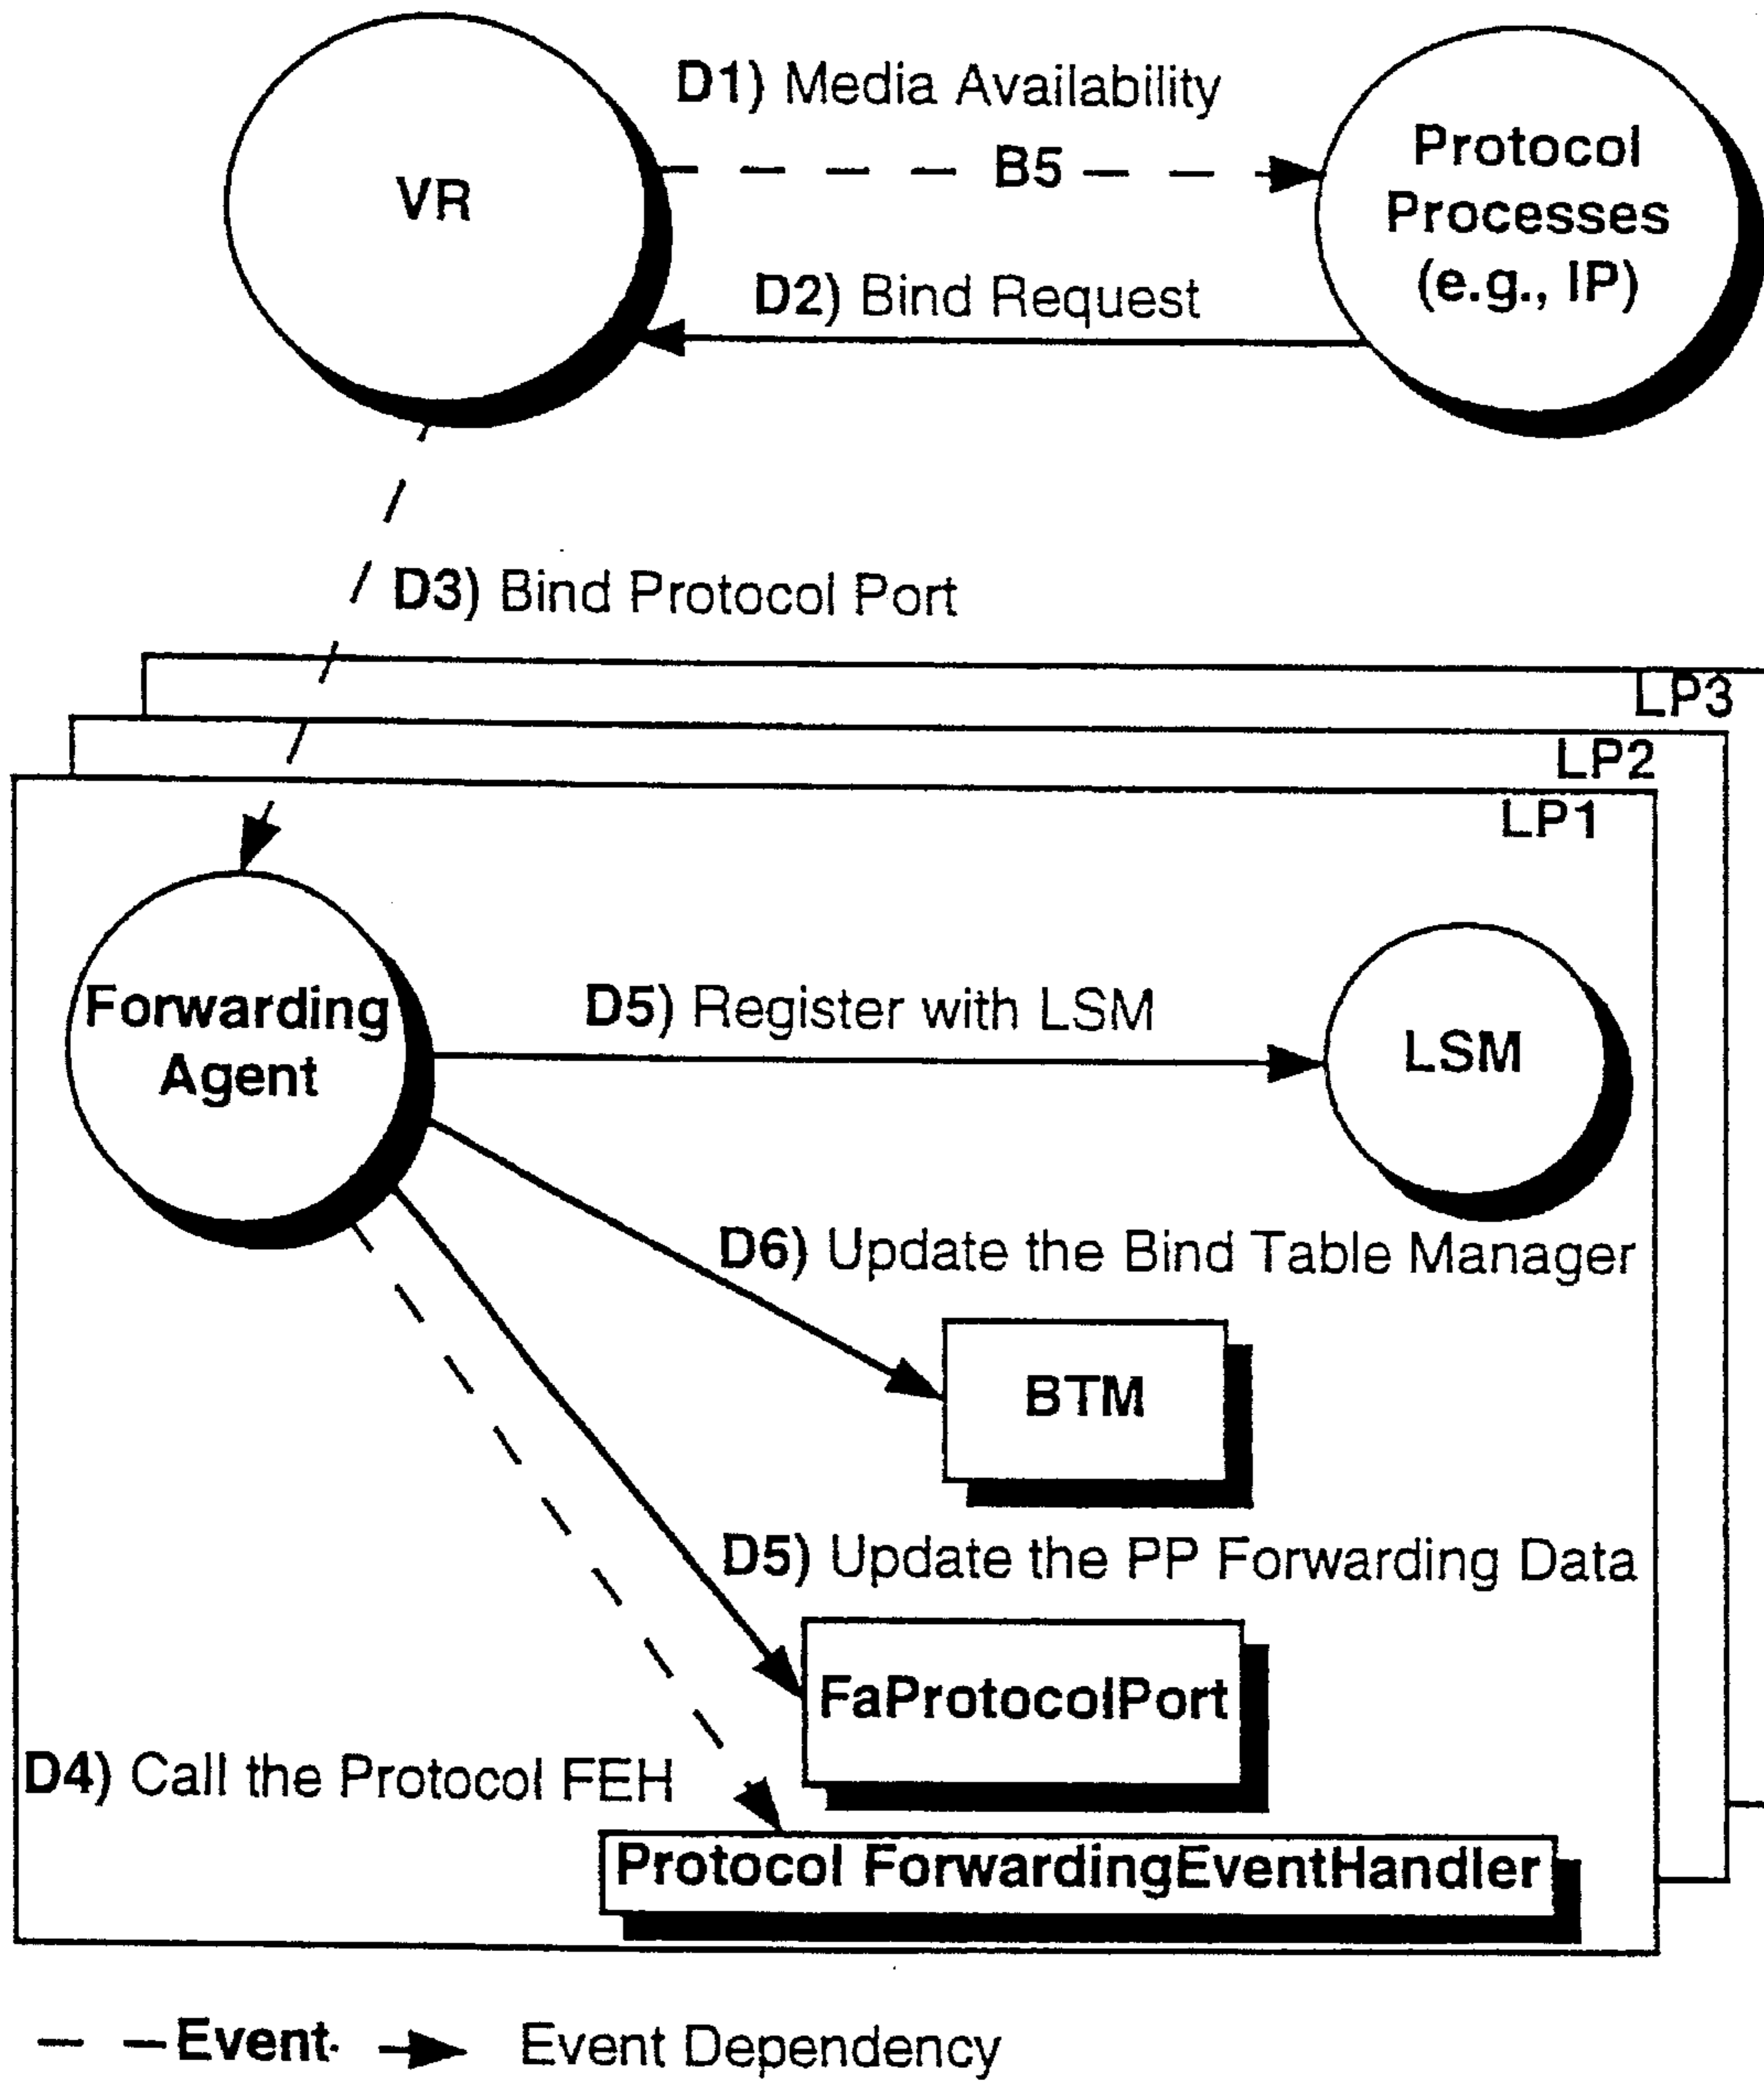 D1) Media Availability
VR
B5
Protocol
Processes
(e.g., IP)
D2) Bind Request
D3) Bind Protocol Port
LP3
LP2
LP1
Forwarding
Agent
D5) Register with LSM
LSM
D6) Update the Bind Table Manager
BTM
D5) Update the PP Forwarding Data
FaProtocolPort
D4) Call the Protocol FEH
Protocol ForwardingEventHandler
Event
Event Dependency